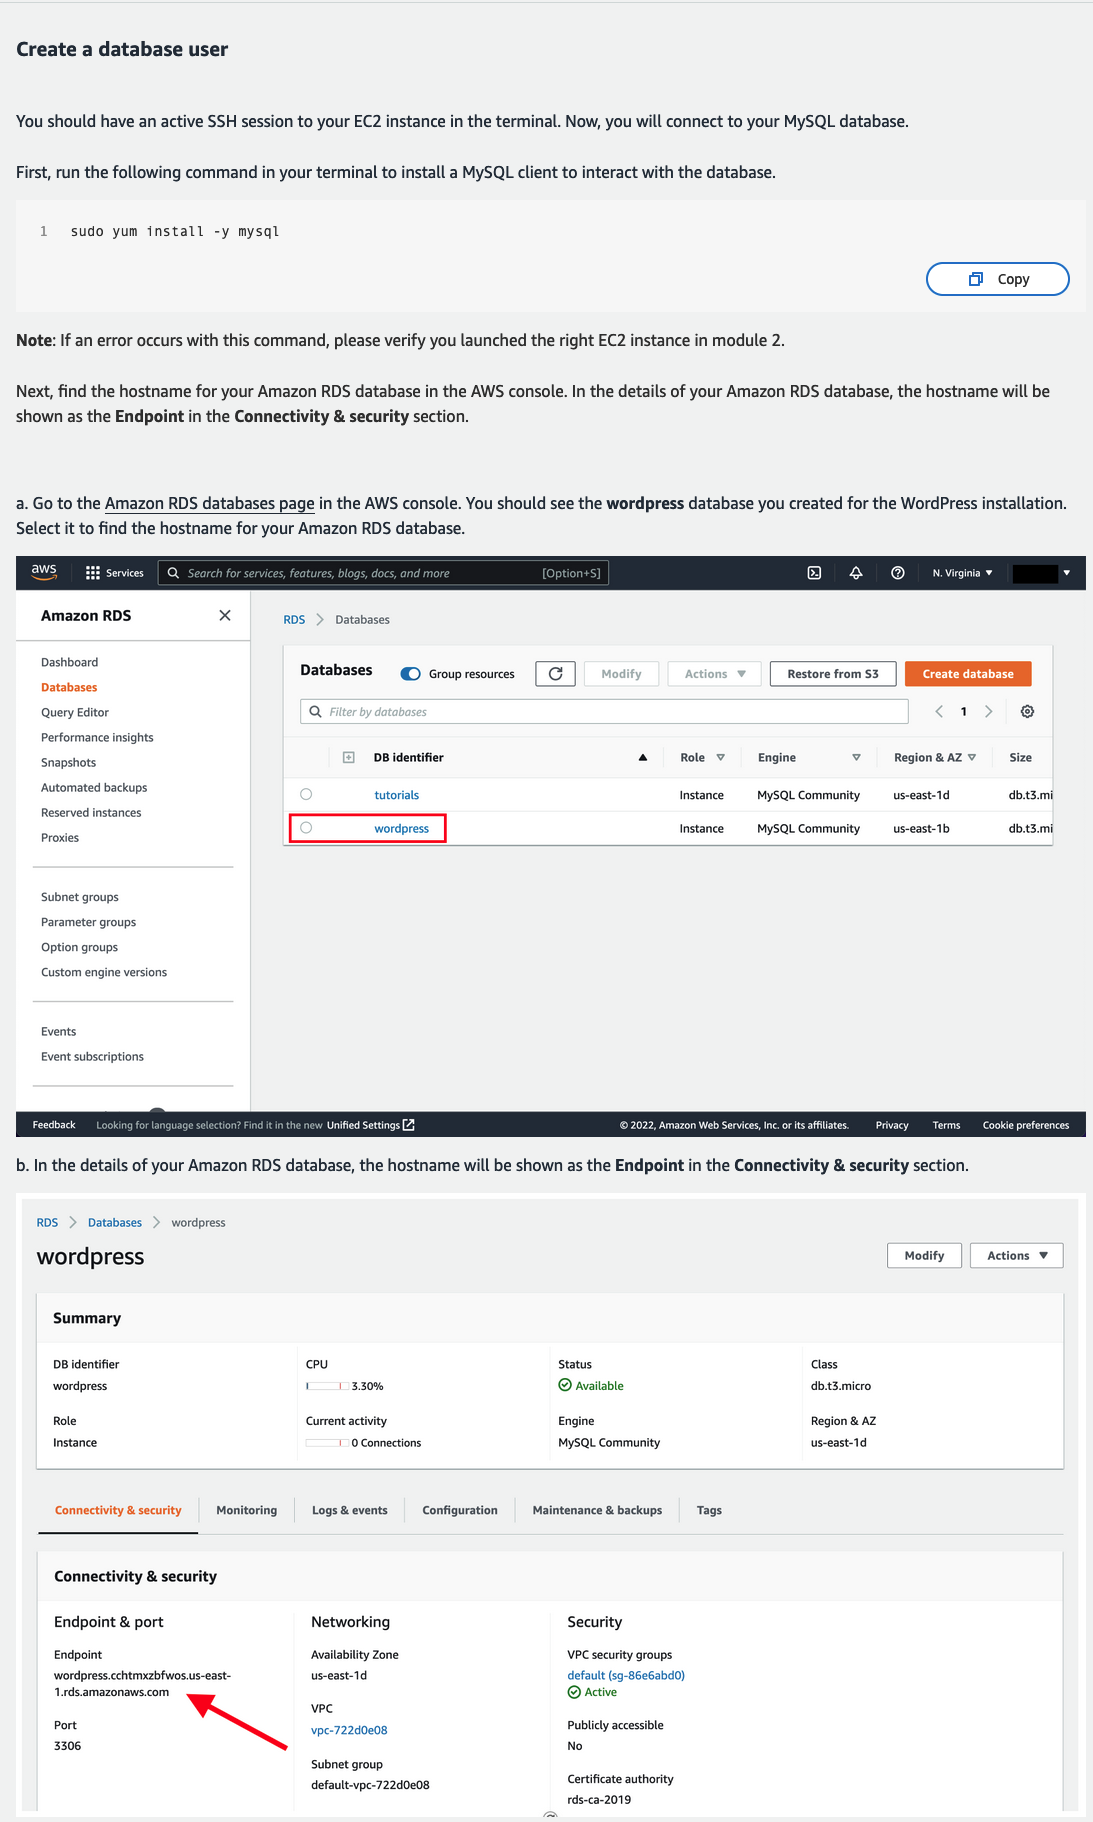 Create a database user
You should have an active SSH session to your EC2 instance in the terminal. Now, you will connect to your MySQL database.
First, run the following command in your terminal to install a MySQL client to interact with the database.
1 sudo yum install -y mysql
Copy
Note: If an error occurs with this command, please verify you launched the right EC2 instance in module 2.
Next, find the hostname for your Amazon RDS database in the AWS console. In the details of your Amazon RDS database, the hostname will be
shown as the Endpoint in the Connectivity & security section.
a. Go to the Amazon RDS databases page in the AWS console. You should see the wordpress database you created for the WordPress installation.
Select it to find the hostname for your Amazon RDS database.
aws Services Search for services, features, blogs, docs, and more [Option+S] N. Virginia
Amazon RDS
Dashboard
Databases
Query Editor
Performance insights
Snapshots
Automated backups
Reserved instances
Proxies
Subnet groups
Parameter groups
Option groups
Custom engine versions
Events
Event subscriptions
RDS > Databases
Databases Group resources Modify Actions Restore from S3 Create database
Filter by databases 1
DB identifier Role Engine Region & AZ Size
tutorials Instance MySQL Community us-east-1d db.t3.mi
wordpress Instance MySQL Community us-east-1b db.t3.mi
Feedback Looking for language selection? Find it in the new Unified Settings © 2022, Amazon Web Services, Inc. or its affiliates. Privacy Terms Cookie preferences
b. In the details of your Amazon RDS database, the hostname will be shown as the Endpoint in the Connectivity & security section.
RDS > Databases > wordpress
wordpress Modify Actions
Summary
DB identifier
wordpress
Role
Instance
CPU
3.30%
Current activity
0 Connections
Status
Available
Engine
MySQL Community
Class
db.t3.micro
Region & AZ
us-east-1d
Connectivity & security Monitoring Logs & events Configuration Maintenance & backups Tags
Connectivity & security
Endpoint & port
Endpoint
wordpress.cchtmxzbfwos.us-east-
1.rds.amazonaws.com
Port
3306
Networking
Availability Zone
us-east-1d
VPC
vpc-722d0e08
Subnet group
default-vpc-722d0e08
Security
VPC security groups
default (sg-86e6abd0)
Active
Publicly accessible
No
Certificate authority
rds-ca-2019